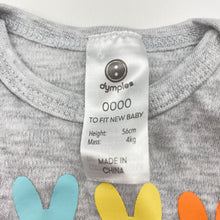 dymples
0000
TO FIT NEW BABY
Height: 56cm
Mass: 4kg
MADE IN
CHINA